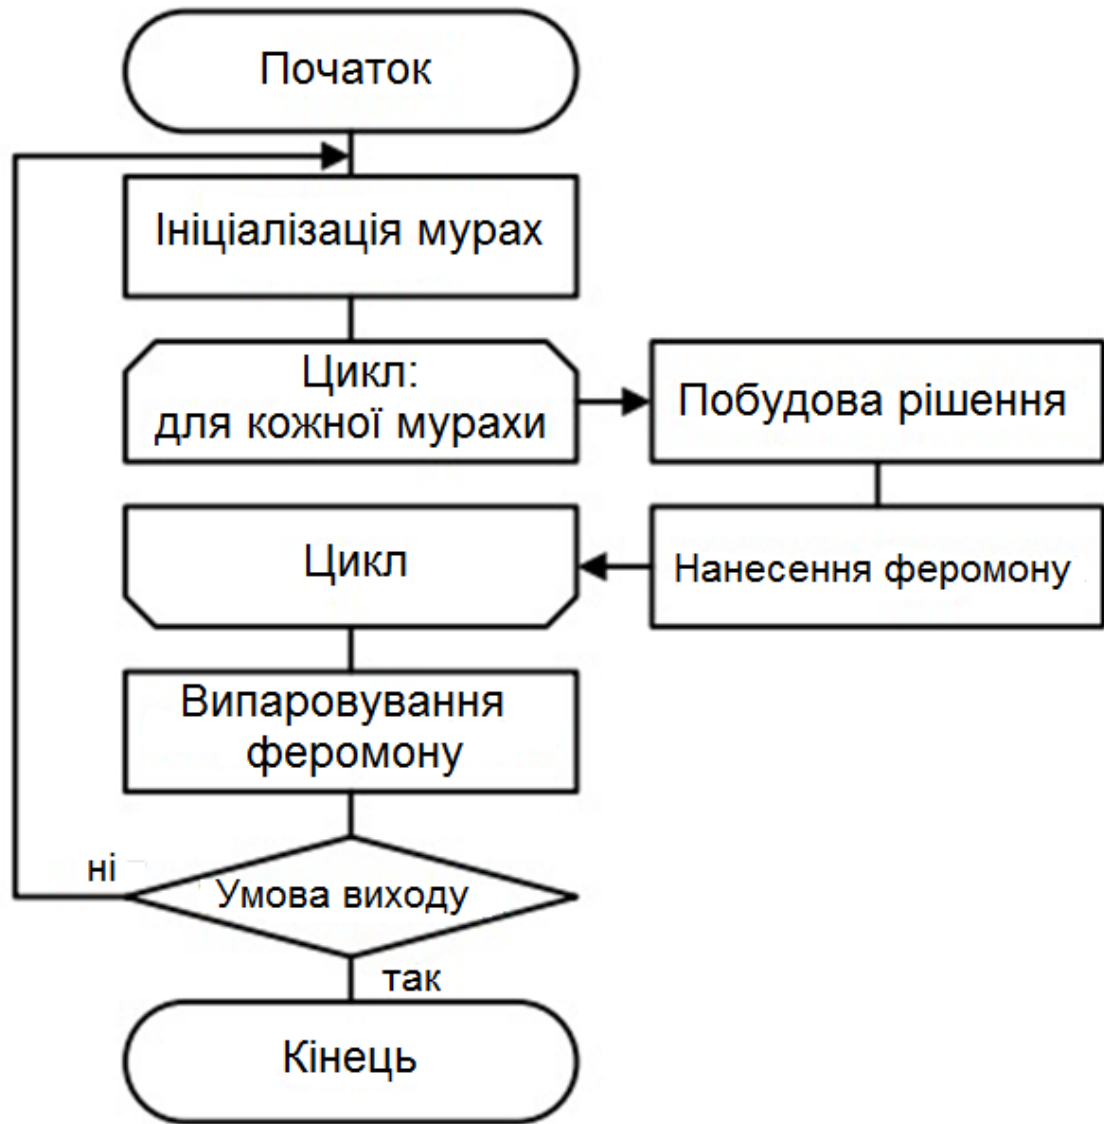 Початок
Ініціалізація мурах
Цикл:
для кожної мурахи
Побудова рішення
Цикл
Нанесення феромону
Випаровування
феромону
ні
Умова виходу
так
Кінець